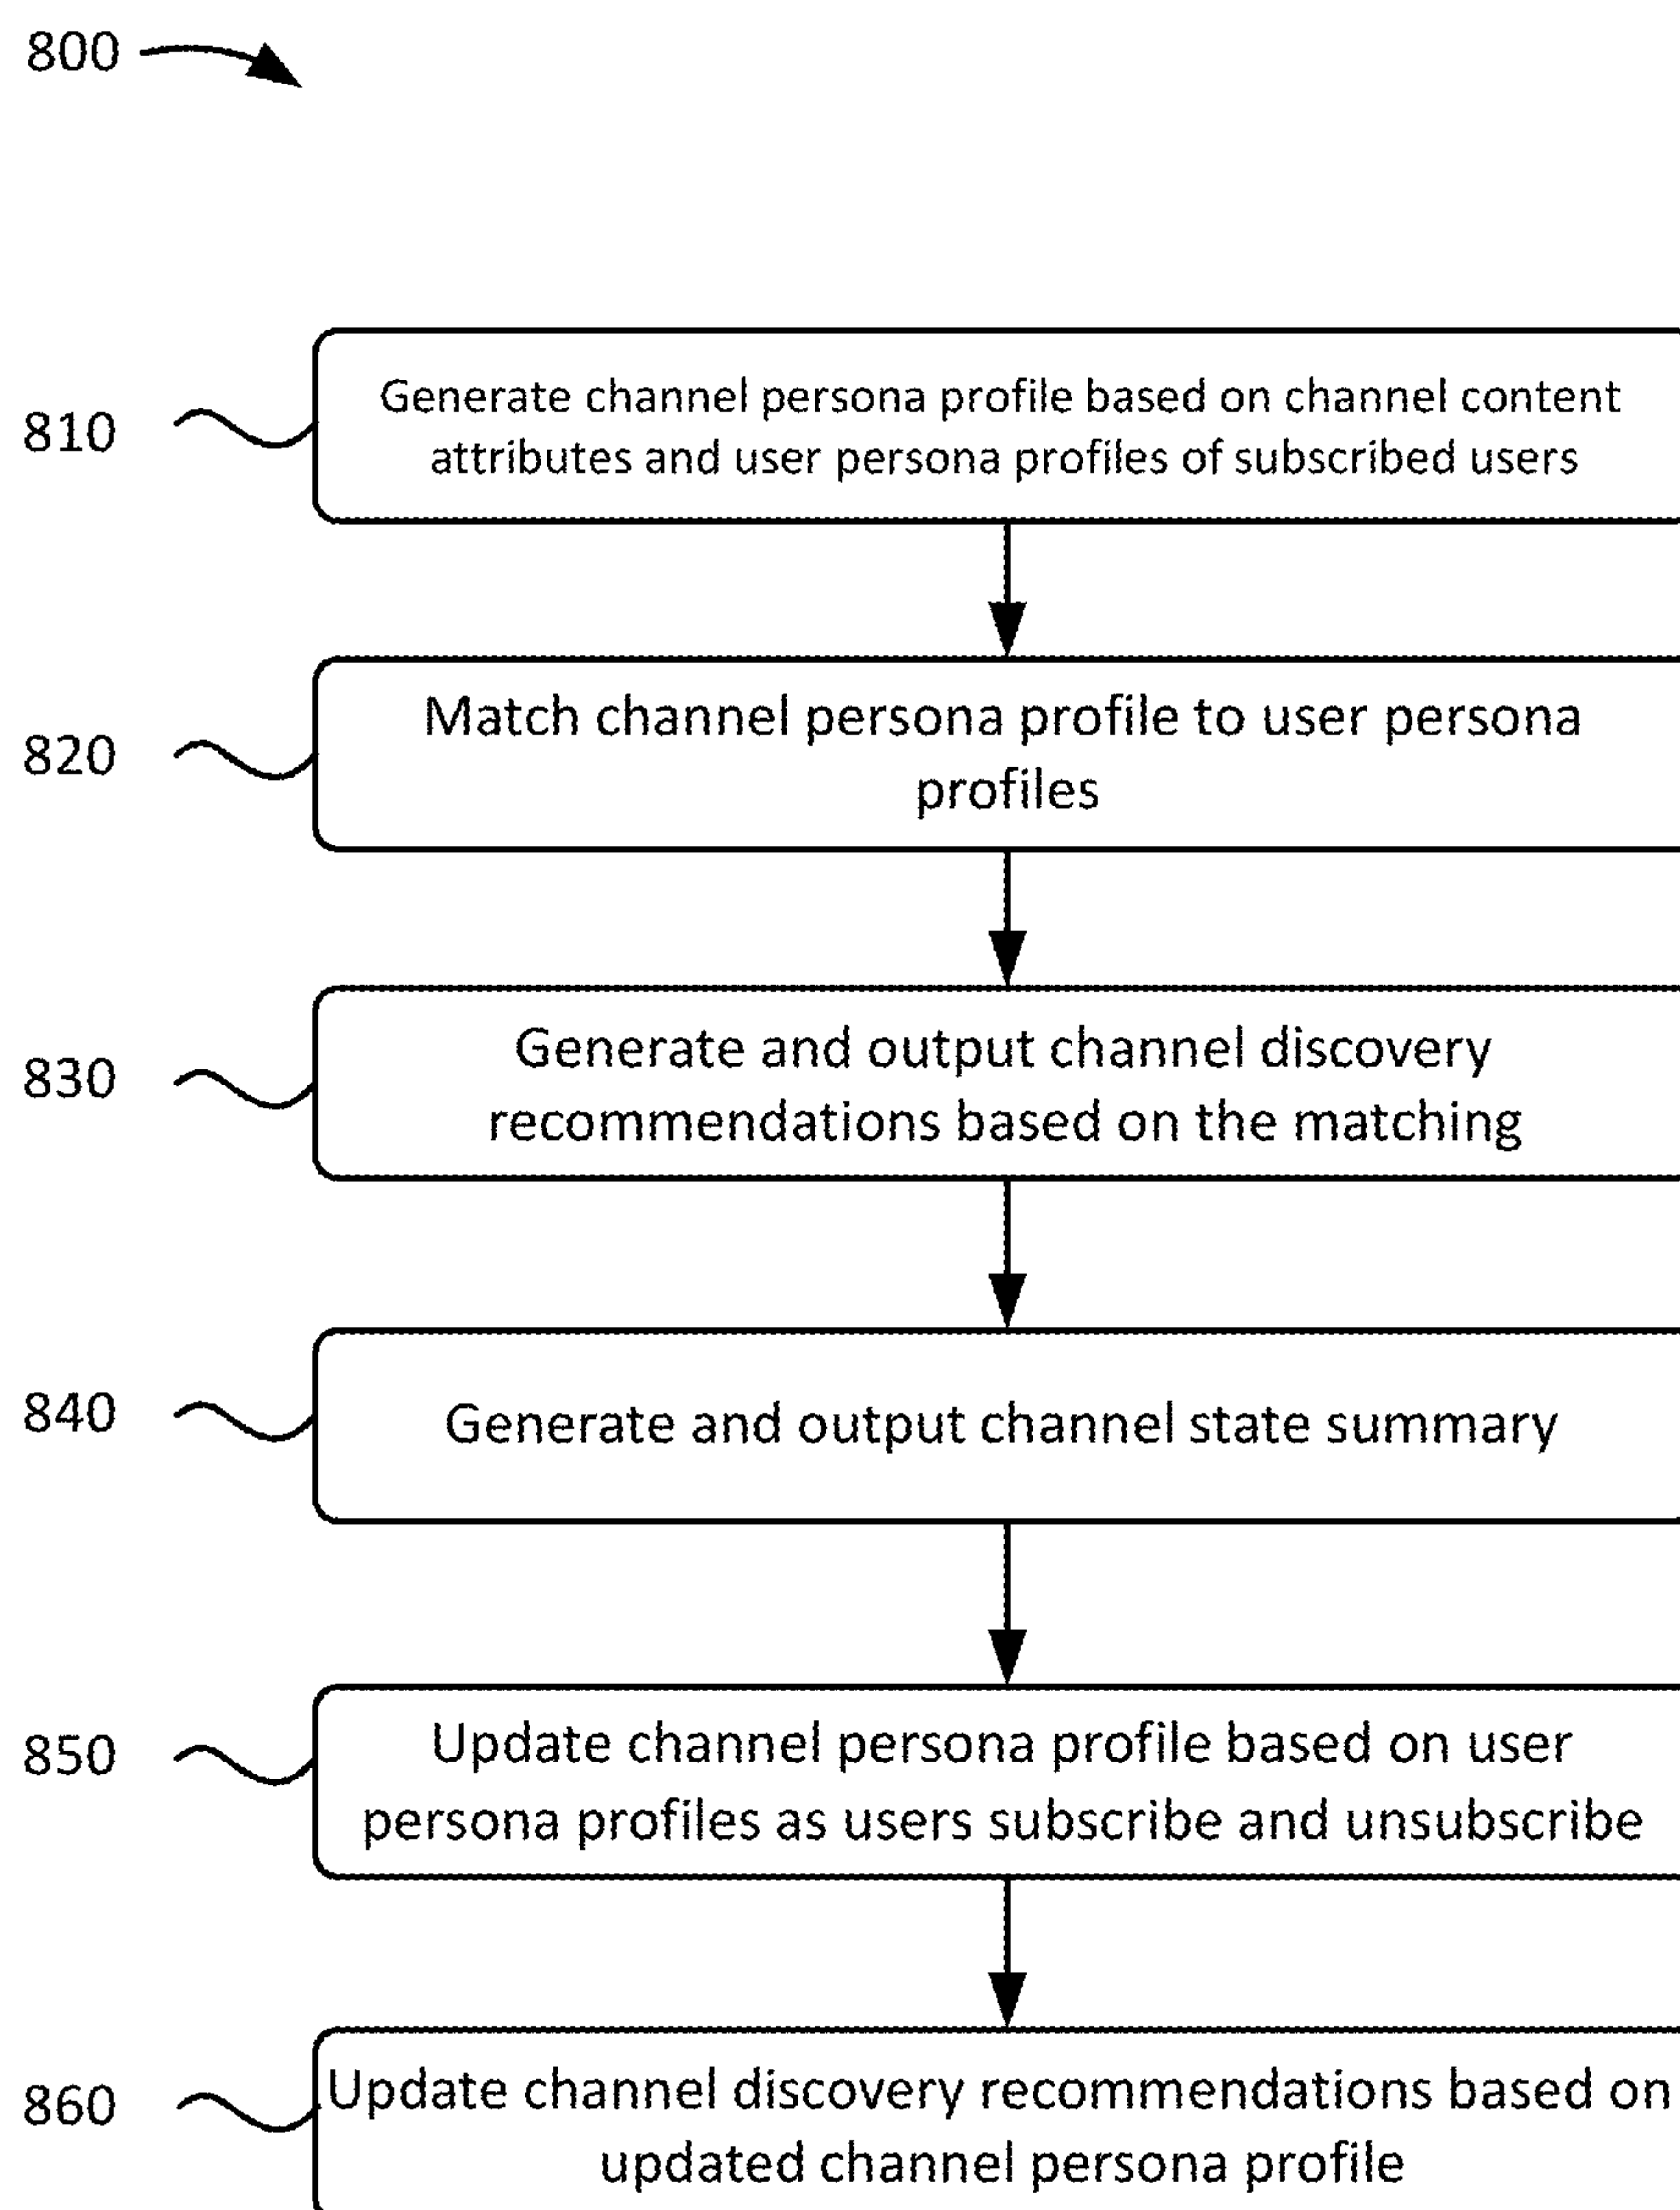 800
810
Generate channel persona profile based on channel content
attributes and user persona profiles of subscribed users
820
Match channel persona profile to user persona
profiles
830
Generate and output channel discovery
recommendations based on the matching
840
Generate and output channel state summary
850
Update channel persona profile based on user
persona profiles as users subscribe and unsubscribe
860
Update channel discovery recommendations based on
updated channel persona profile